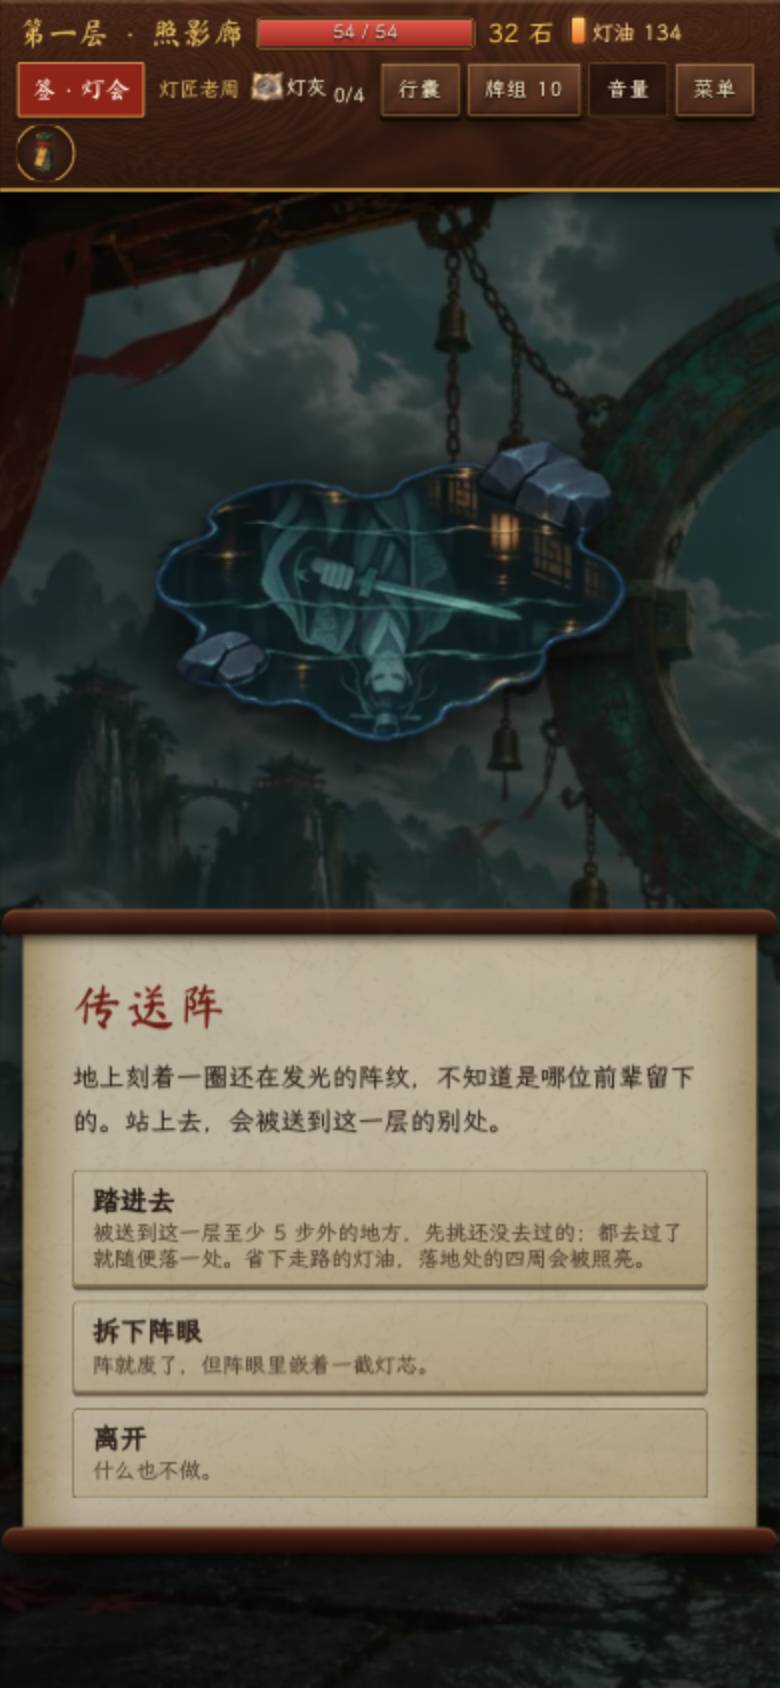 第一层 · 照影廊 54 / 54 32 石 灯油 134
签 · 灯会 灯匠老周 灯灰 0/4 行囊 牌组 10 音量 菜单
传送阵
地上刻着一圈还在发光的阵纹，不知道是哪位前辈留下
的。站上去，会被送到这一层的别处。
踏进去
被送到这一层至少 5 步外的地方，先挑还没去过的；都去过了
就随便落一处。省下走路的灯油，落地处的四周会被照亮。
拆下阵眼
阵就废了，但阵眼里嵌着一截灯芯。
离开
什么也不做。